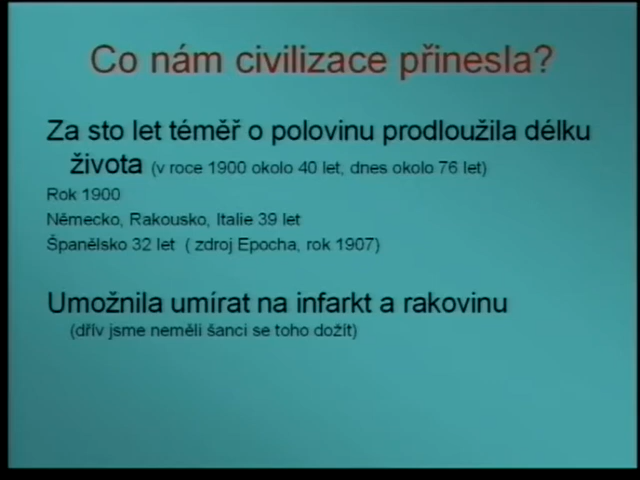 Co nám civilizace přinesla?
Za sto let téměř o polovinu prodloužila délku
života (v roce 1900 okolo 40 let, dnes okolo 76 let)
Rok 1900
Německo, Rakousko, Italie 39 let
Španělsko 32 let ( zdroj Epocha, rok 1907)
Umožnila umírat na infarkt a rakovinu
(dřív jsme neměli šanci se toho dožít)